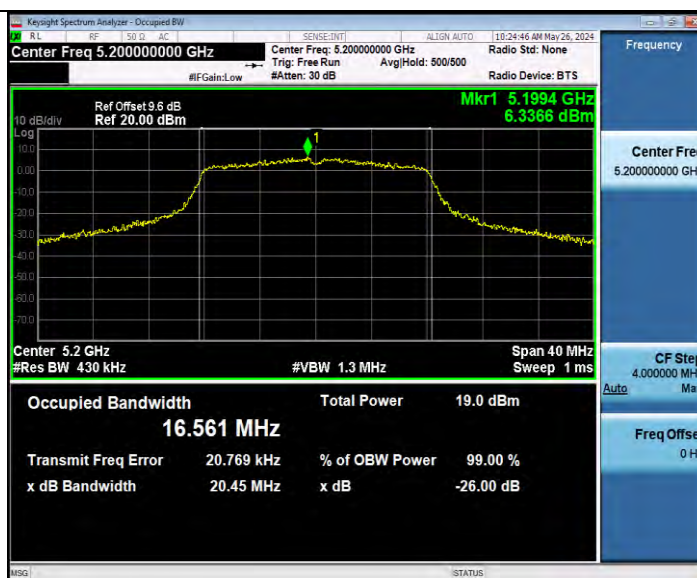 Keysight Spectrum Analyzer - Occupied BW
RL RF 50 Ω AC SENSE:INT ALIGN AUTO 10:24:46 AM May 26, 2024
Center Freq 5.200000000 GHz
Center Freq: 5.200000000 GHz
Radio Std: None
Trig: Free Run Avg|Hold: 500/500
#IFGain:Low
#Atten: 30 dB
Radio Device: BTS
Ref Offset 9.6 dB
10 dB/div Ref 20.00 dBm
Mkr1 5.1994 GHz
6.3366 dBm
Log
1
10.0
0.00
-10.0
-20.0
-30.0
-40.0
-50.0
-60.0
-70.0
Center 5.2 GHz
Span 40 MHz
#Res BW 430 kHz
#VBW 1.3 MHz
Sweep 1 ms
Occupied Bandwidth
16.561 MHz
Total Power 19.0 dBm
Transmit Freq Error 20.769 kHz
% of OBW Power 99.00 %
x dB Bandwidth 20.45 MHz
x dB -26.00 dB
MSG
STATUS
Frequency
Center Fre
5.200000000 GH
CF Step
4.000000 MH
Auto Ma
Freq Offse
0 H